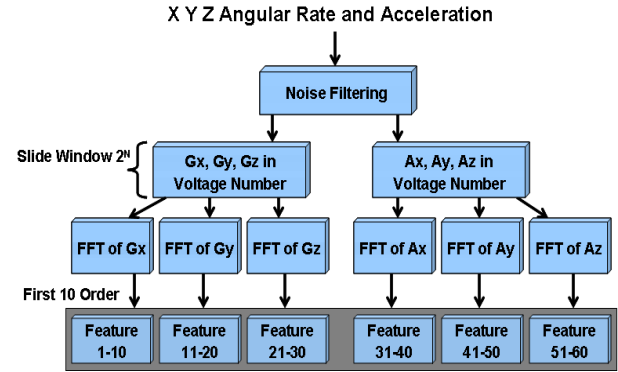 X Y Z Angular Rate and Acceleration
Noise Filtering
Slide Window 2ᴺ
Gx, Gy, Gz in
Voltage Number
Ax, Ay, Az in
Voltage Number
FFT of Gx
FFT of Gy
FFT of Gz
FFT of Ax
FFT of Ay
FFT of Az
First 10 Order
Feature
1-10
Feature
11-20
Feature
21-30
Feature
31-40
Feature
41-50
Feature
51-60